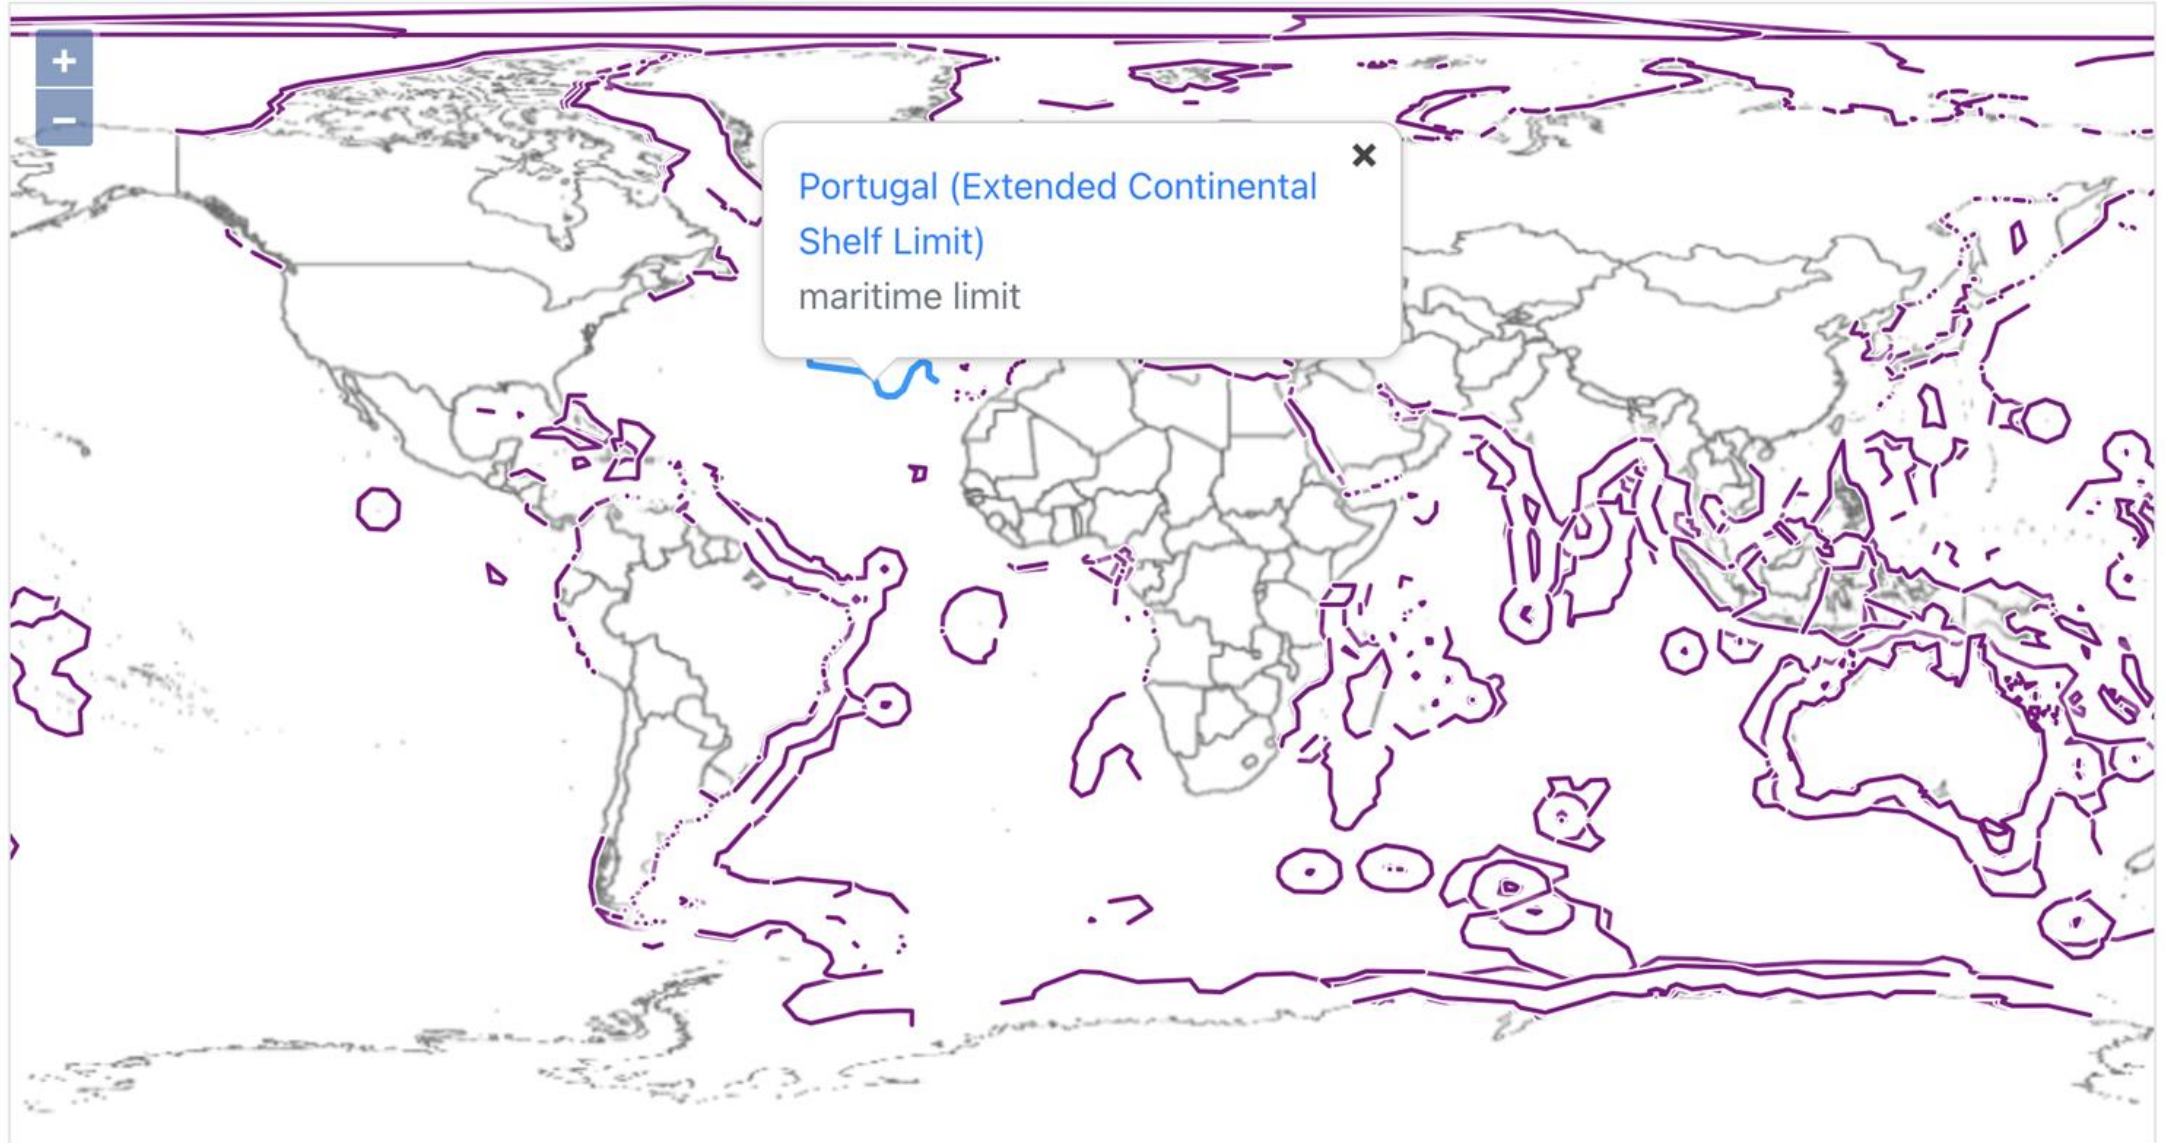 +
−
×
Portugal (Extended Continental
Shelf Limit)
maritime limit